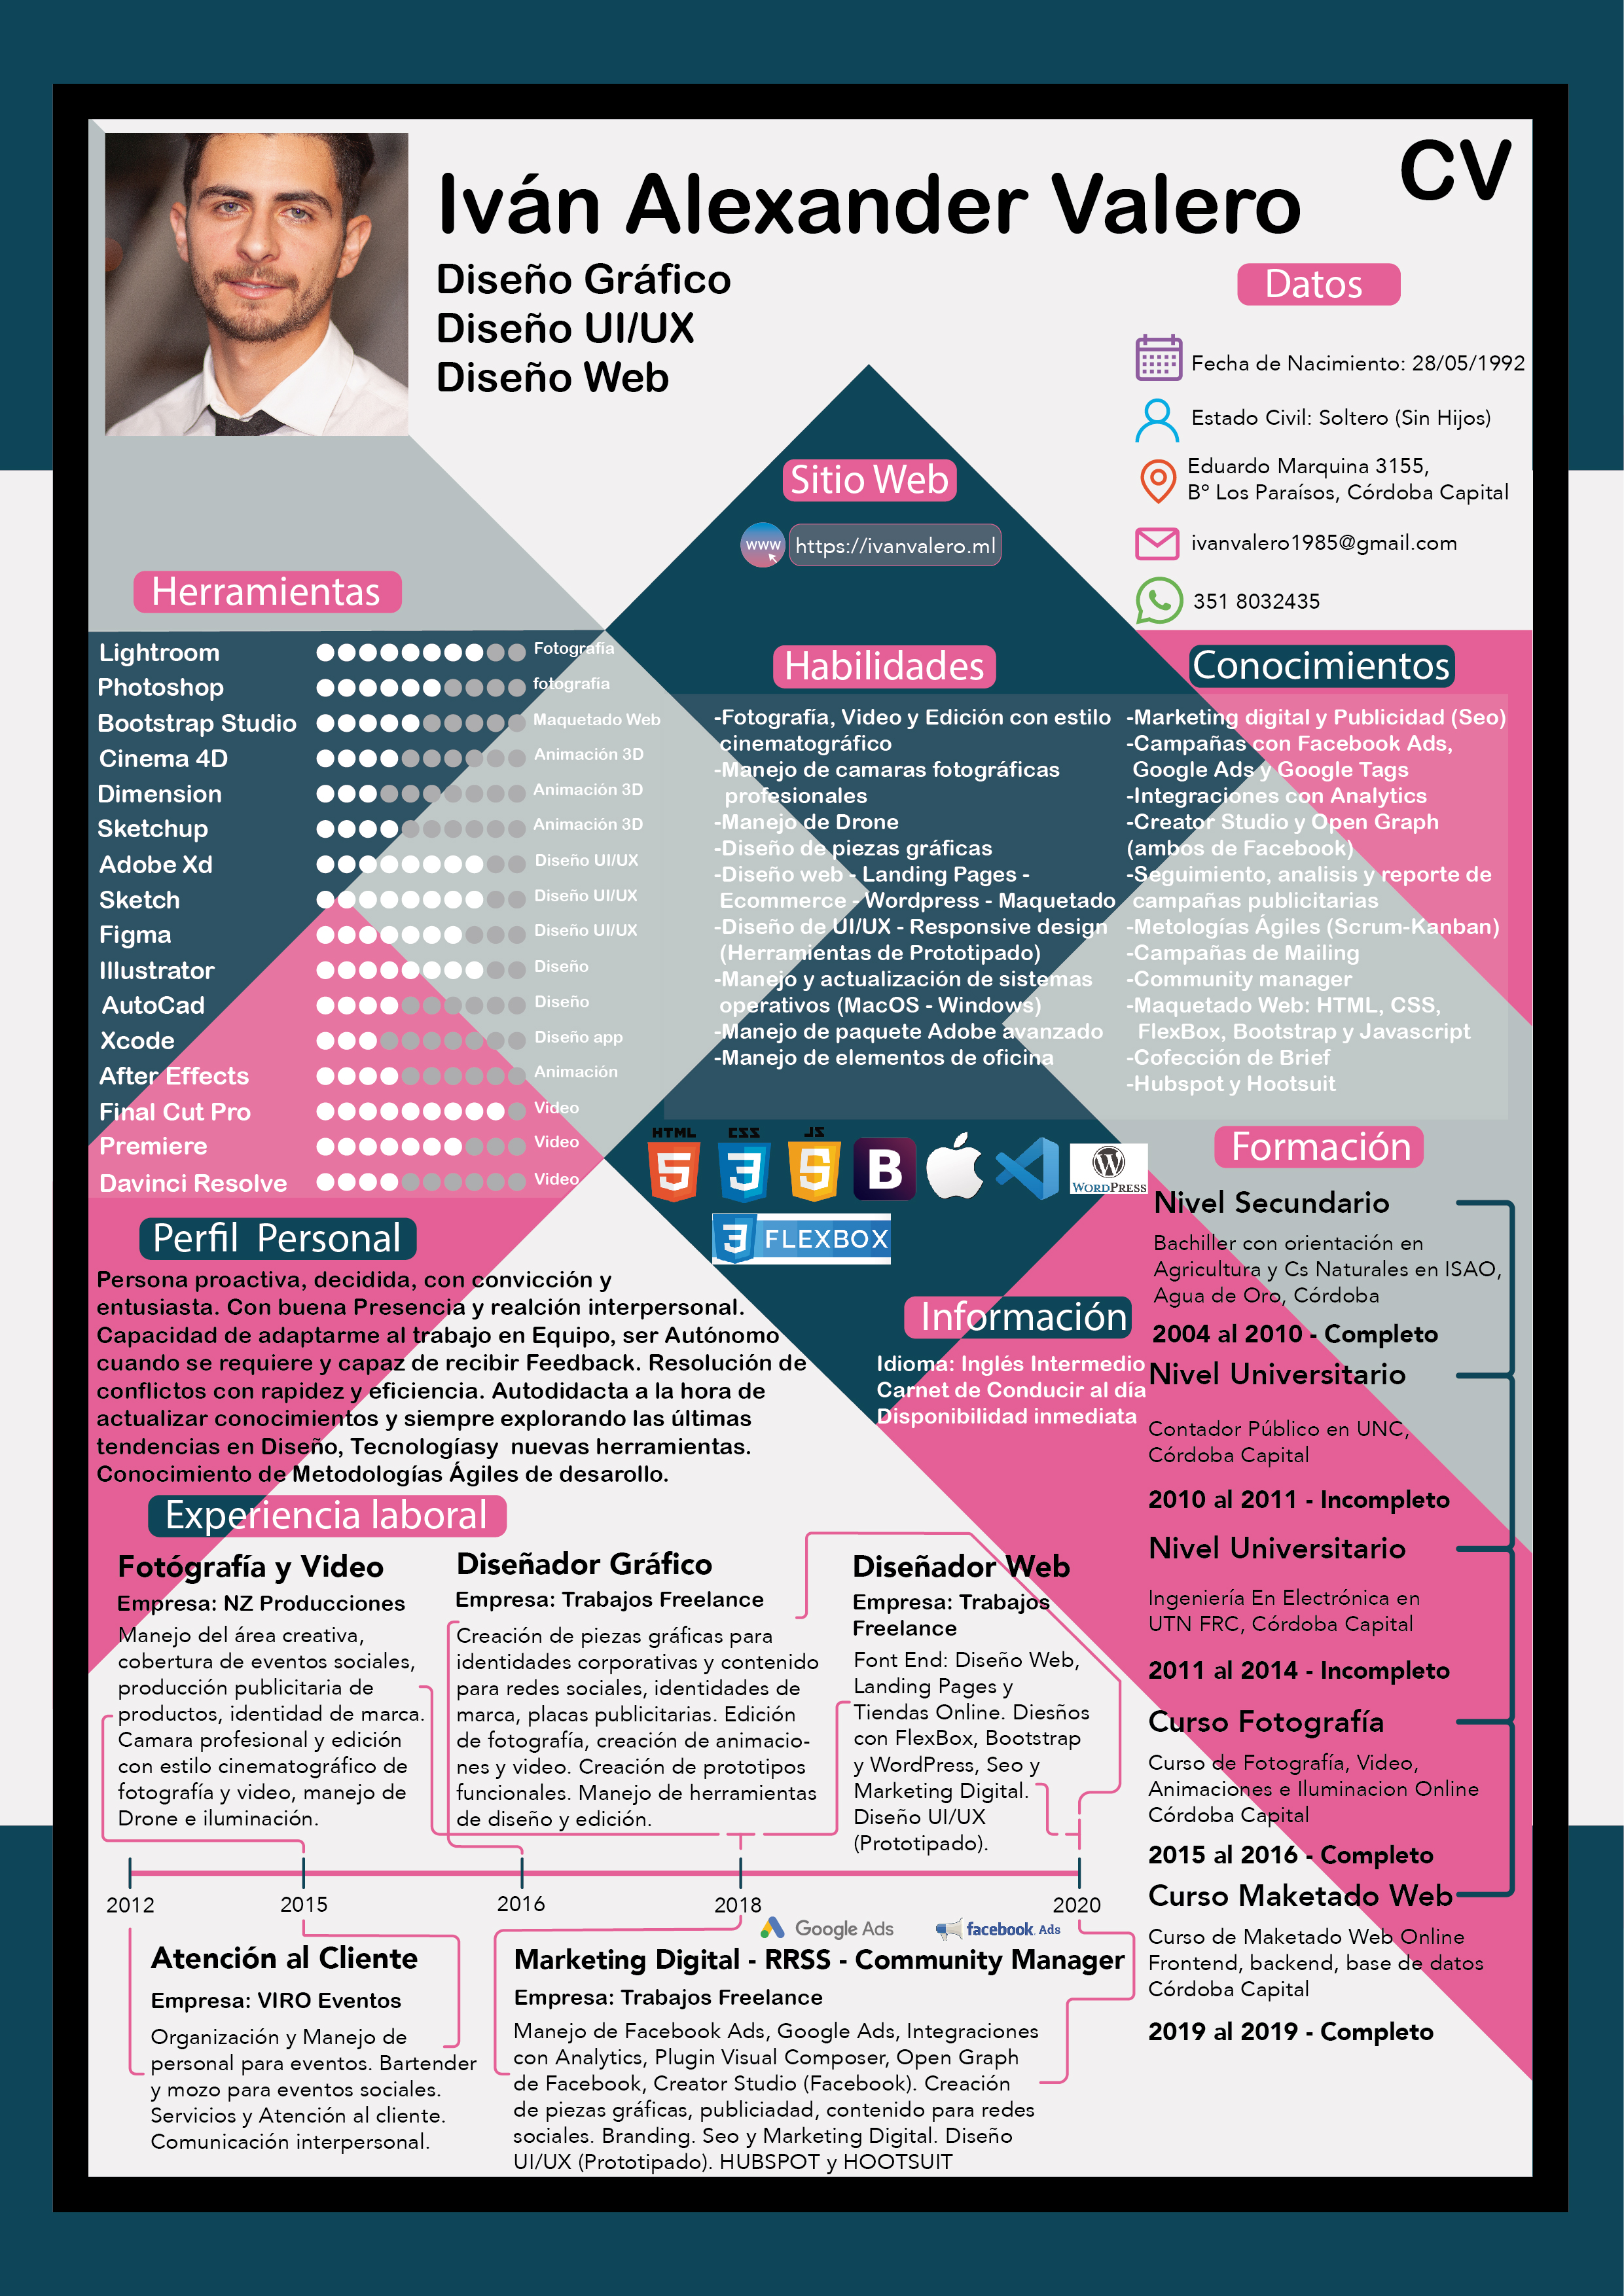 CV
Iván Alexander Valero
Diseño Gráfico
Diseño UI/UX
Diseño Web
Datos
Fecha de Nacimiento: 28/05/1992
Estado Civil: Soltero (Sin Hijos)
Eduardo Marquina 3155,
Bº Los Paraísos, Córdoba Capital
ivanvalero1985@gmail.com
351 8032435
Sitio Web
www
https://ivanvalero.ml
Herramientas
Lightroom Fotografía
Photoshop fotografía
Bootstrap Studio Maquetado Web
Cinema 4D Animación 3D
Dimension Animación 3D
Sketchup Animación 3D
Adobe Xd Diseño UI/UX
Sketch Diseño UI/UX
Figma Diseño UI/UX
Illustrator Diseño
AutoCad Diseño
Xcode Diseño app
After Effects Animación
Final Cut Pro Video
Premiere Video
Davinci Resolve Video
Habilidades
-Fotografía, Video y Edición con estilo
cinematográfico
-Manejo de camaras fotográficas
profesionales
-Manejo de Drone
-Diseño de piezas gráficas
-Diseño web - Landing Pages -
Ecommerce - Wordpress - Maquetado
-Diseño de UI/UX - Responsive design
(Herramientas de Prototipado)
-Manejo y actualización de sistemas
operativos (MacOS - Windows)
-Manejo de paquete Adobe avanzado
-Manejo de elementos de oficina
Conocimientos
-Marketing digital y Publicidad (Seo)
-Campañas con Facebook Ads,
Google Ads y Google Tags
-Integraciones con Analytics
-Creator Studio y Open Graph
(ambos de Facebook)
-Seguimiento, analisis y reporte de
campañas publicitarias
-Metologías Ágiles (Scrum-Kanban)
-Campañas de Mailing
-Community manager
-Maquetado Web: HTML, CSS,
FlexBox, Bootstrap y Javascript
-Cofección de Brief
-Hubspot y Hootsuit
HTML CSS JS
5 3 5 B W
WORDPRESS
3 FLEXBOX
Perfil Personal
Persona proactiva, decidida, con convicción y
entusiasta. Con buena Presencia y realción interpersonal.
Capacidad de adaptarme al trabajo en Equipo, ser Autónomo
cuando se requiere y capaz de recibir Feedback. Resolución de
conflictos con rapidez y eficiencia. Autodidacta a la hora de
actualizar conocimientos y siempre explorando las últimas
tendencias en Diseño, Tecnologíasy nuevas herramientas.
Conocimiento de Metodologías Ágiles de desarollo.
Información
Idioma: Inglés Intermedio
Carnet de Conducir al día
Disponibilidad inmediata
Formación
Nivel Secundario
Bachiller con orientación en
Agricultura y Cs Naturales en ISAO,
Agua de Oro, Córdoba
2004 al 2010 - Completo
Nivel Universitario
Contador Público en UNC,
Córdoba Capital
2010 al 2011 - Incompleto
Nivel Universitario
Ingeniería En Electrónica en
UTN FRC, Córdoba Capital
2011 al 2014 - Incompleto
Curso Fotografía
Curso de Fotografía, Video,
Animaciones e Iluminacion Online
Córdoba Capital
2015 al 2016 - Completo
Curso Maketado Web
Curso de Maketado Web Online
Frontend, backend, base de datos
Córdoba Capital
2019 al 2019 - Completo
Experiencia laboral
Fotógrafía y Video
Empresa: NZ Producciones
Manejo del área creativa,
cobertura de eventos sociales,
producción publicitaria de
productos, identidad de marca.
Camara profesional y edición
con estilo cinematográfico de
fotografía y video, manejo de
Drone e iluminación.
Diseñador Gráfico
Empresa: Trabajos Freelance
Creación de piezas gráficas para
identidades corporativas y contenido
para redes sociales, identidades de
marca, placas publicitarias. Edición
de fotografía, creación de animacio-
nes y video. Creación de prototipos
funcionales. Manejo de herramientas
de diseño y edición.
Diseñador Web
Empresa: Trabajos
Freelance
Font End: Diseño Web,
Landing Pages y
Tiendas Online. Diesños
con FlexBox, Bootstrap
y WordPress, Seo y
Marketing Digital.
Diseño UI/UX
(Prototipado).
2012 2015 2016 2018 2020
Google Ads facebook Ads
Atención al Cliente
Empresa: VIRO Eventos
Organización y Manejo de
personal para eventos. Bartender
y mozo para eventos sociales.
Servicios y Atención al cliente.
Comunicación interpersonal.
Marketing Digital - RRSS - Community Manager
Empresa: Trabajos Freelance
Manejo de Facebook Ads, Google Ads, Integraciones
con Analytics, Plugin Visual Composer, Open Graph
de Facebook, Creator Studio (Facebook). Creación
de piezas gráficas, publiciadad, contenido para redes
sociales. Branding. Seo y Marketing Digital. Diseño
UI/UX (Prototipado). HUBSPOT y HOOTSUIT